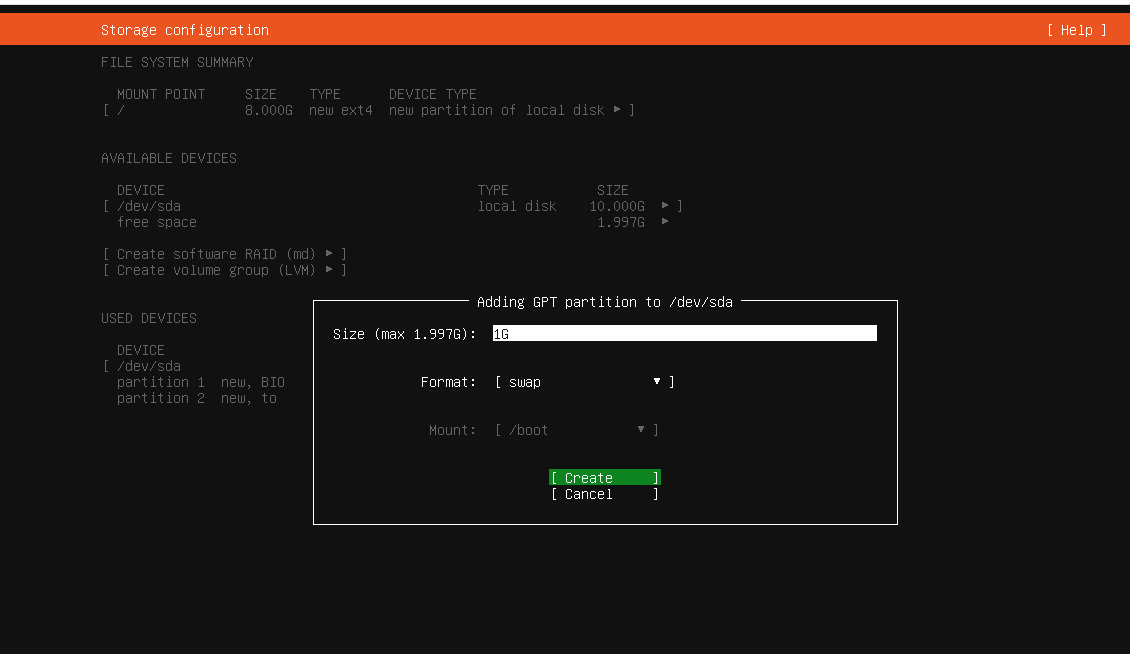 Storage configuration [ Help ]
FILE SYSTEM SUMMARY
MOUNT POINT SIZE TYPE DEVICE TYPE
[ / 8.000G new ext4 new partition of local disk ▸ ]
AVAILABLE DEVICES
DEVICE TYPE SIZE
[ /dev/sda local disk 10.000G ▸ ]
free space 1.997G ▸
[ Create software RAID (md) ▸ ]
[ Create volume group (LVM) ▸ ]
USED DEVICES
DEVICE
[ /dev/sda
partition 1 new, BIO
partition 2 new, to
Adding GPT partition to /dev/sda
Size (max 1.997G): 1G
Format: [ swap ▾ ]
Mount: [ /boot ▾ ]
[ Create ]
[ Cancel ]